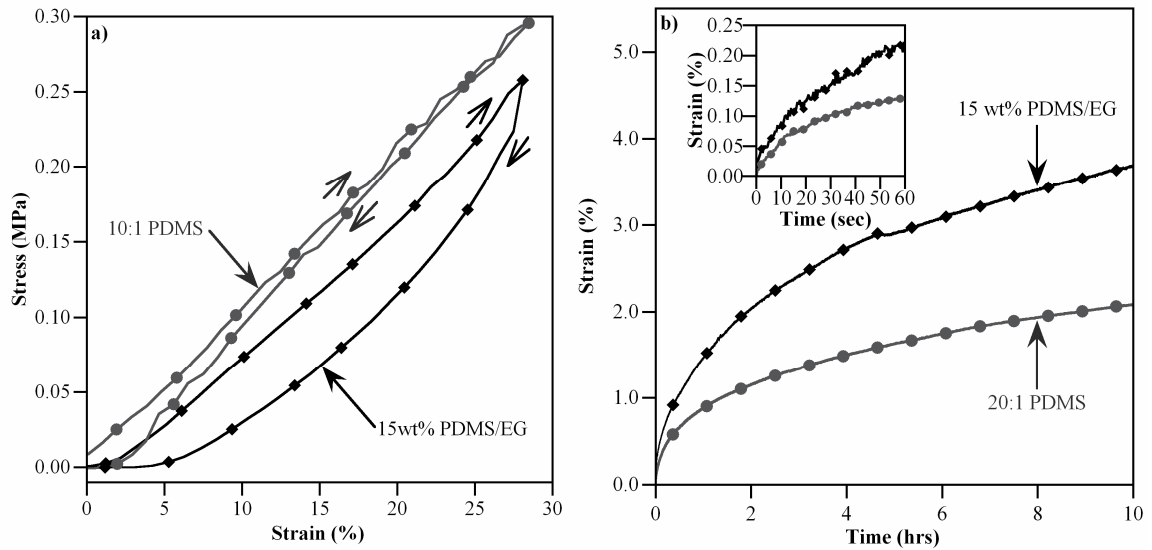 a)
0.30
0.25
0.20
0.15
0.10
0.05
0.00
Stress (MPa)
10:1 PDMS
15wt% PDMS/EG
0 5 10 15 20 25 30
Strain (%)
b)
5.0
4.0
3.0
2.0
1.0
0.0
Strain (%)
0.25
0.20
0.15
0.10
0.05
0.00
Strain (%)
0 10 20 30 40 50 60
Time (sec)
15 wt% PDMS/EG
20:1 PDMS
0 2 4 6 8 10
Time (hrs)